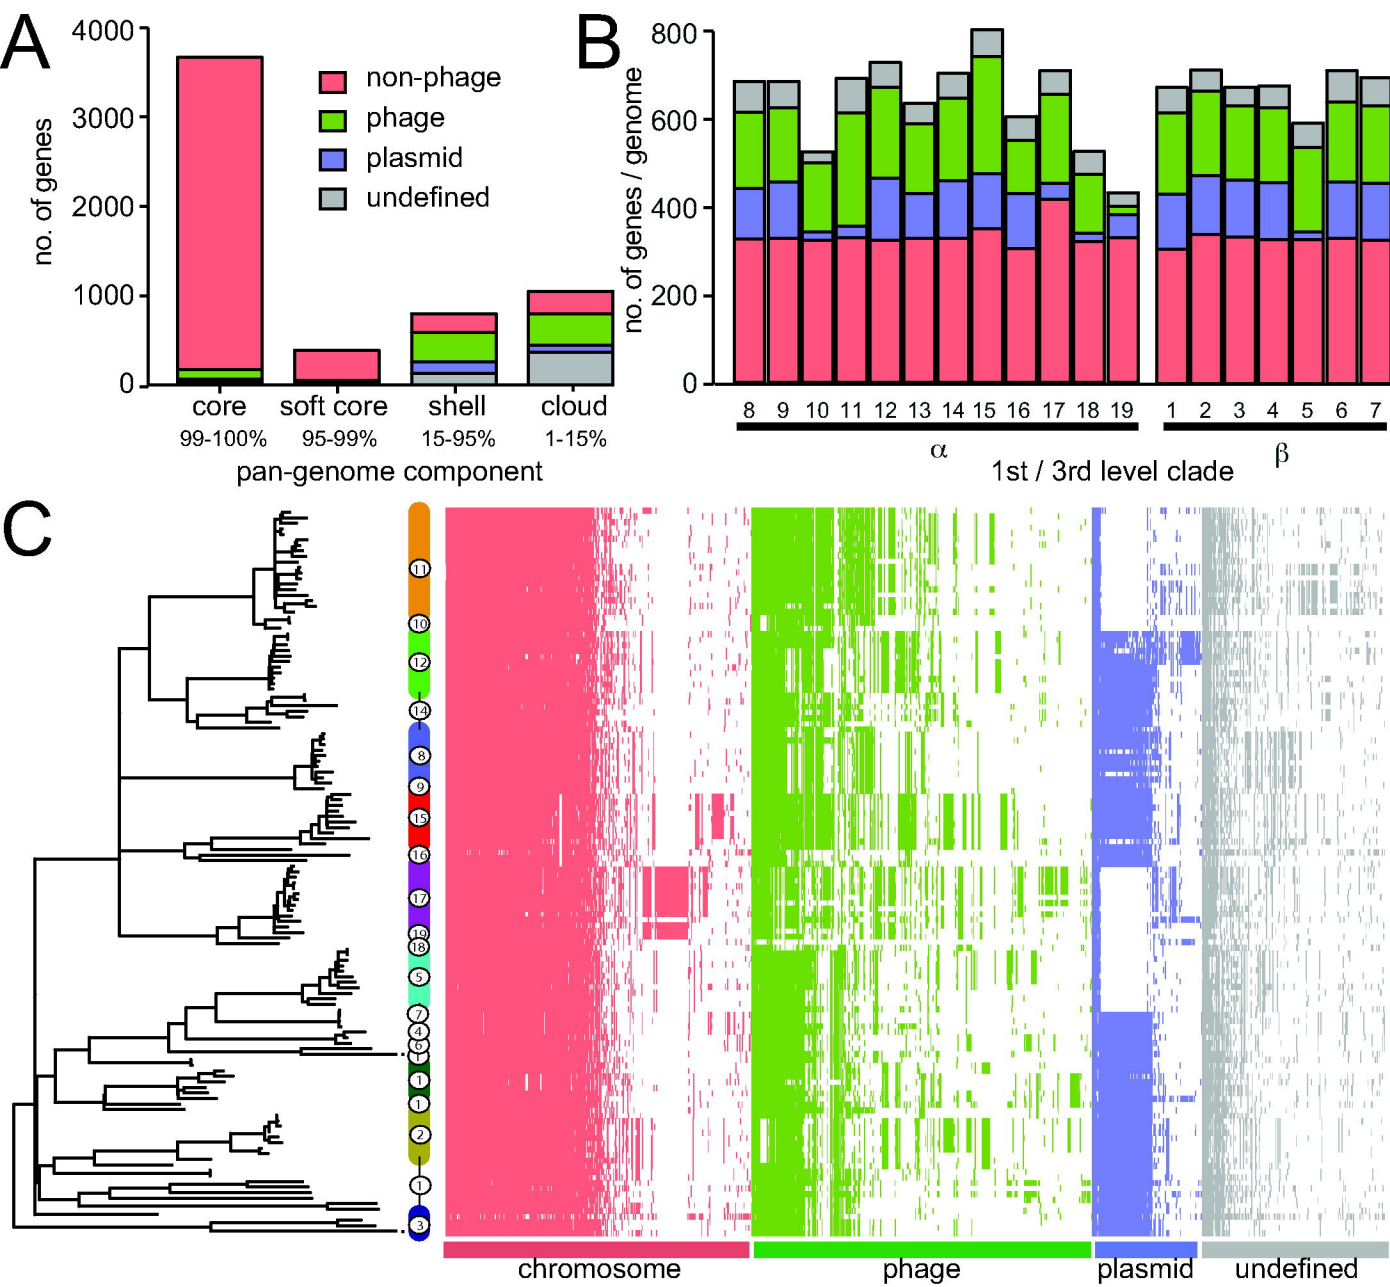 A
4000
3000
2000
1000
0
no. of genes
non-phage
phage
plasmid
undefined
core
soft core
shell
cloud
99-100%
95-99%
15-95%
1-15%
pan-genome component
B
800
600
400
200
0
no. of genes / genome
8 9 10 11 12 13 14 15 16 17 18 19
1 2 3 4 5 6 7
α
β
1st / 3rd level clade
C
11
10
12
14
8
9
15
16
17
19
18
5
7
4
6
1
1
1
2
1
3
chromosome
phage
plasmid
undefined